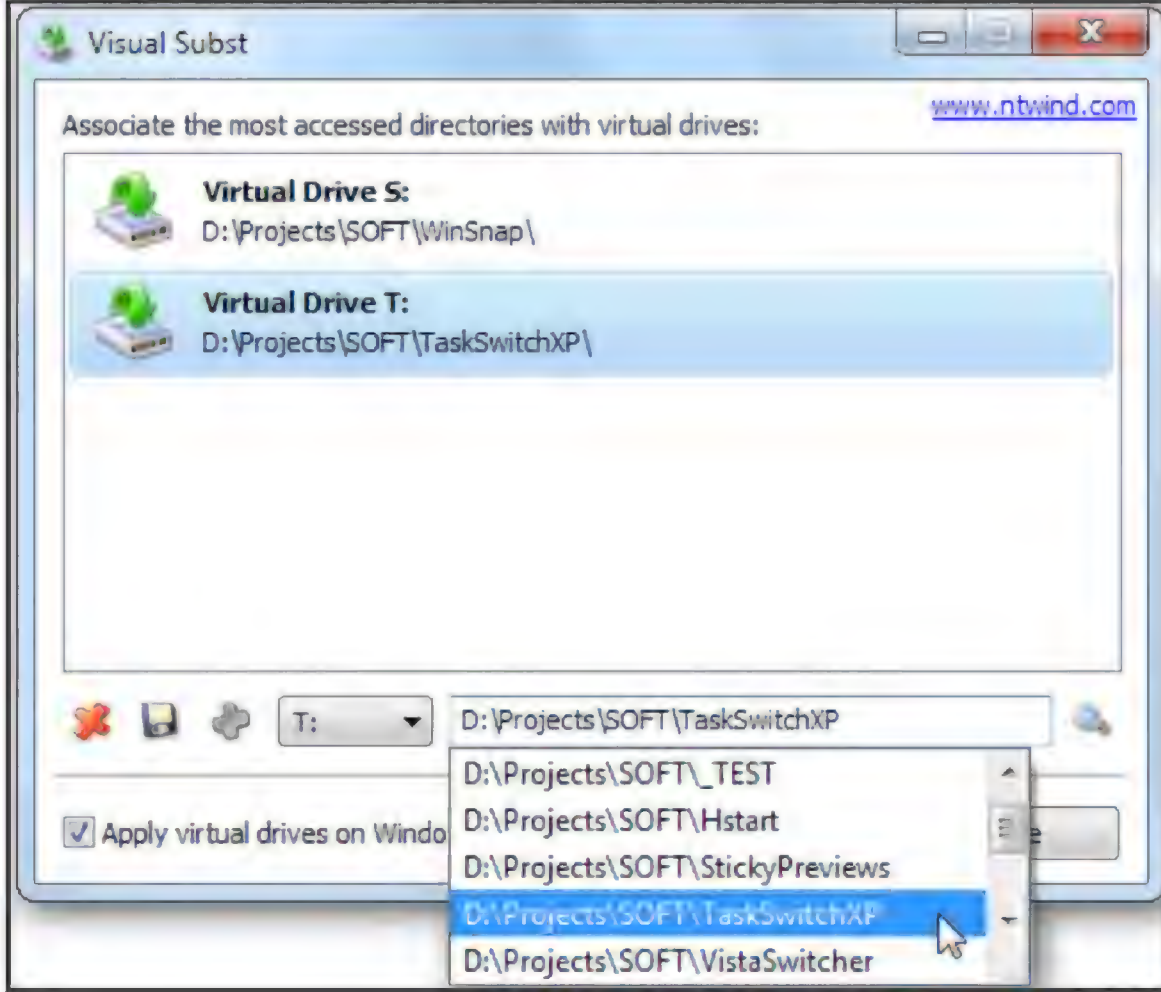 Visual Subst
www.ntwind.com
Associate the most accessed directories with virtual drives:
Virtual Drive S:
D:\Projects\SOFT\WinSnap\
Virtual Drive T:
D:\Projects\SOFT\TaskSwitchXP\
T:
D:\Projects\SOFT\TaskSwitchXP
D:\Projects\SOFT\_TEST
D:\Projects\SOFT\Hstart
Apply virtual drives on Windo
D:\Projects\SOFT\StickyPreviews
D:\Projects\SOFT\TaskSwitchXP
D:\Projects\SOFT\VistaSwitcher